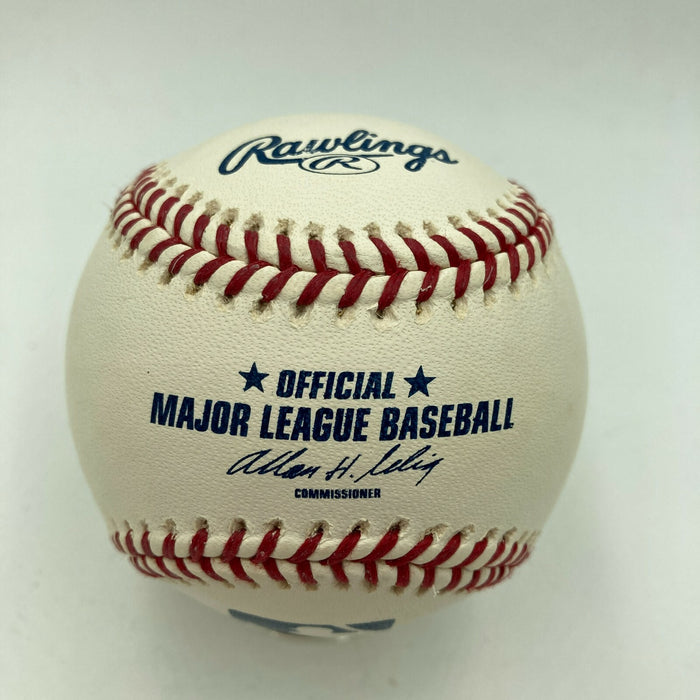 Rawlings
R
★ OFFICIAL ★
MAJOR LEAGUE BASEBALL
Allan H. Selig
COMMISSIONER